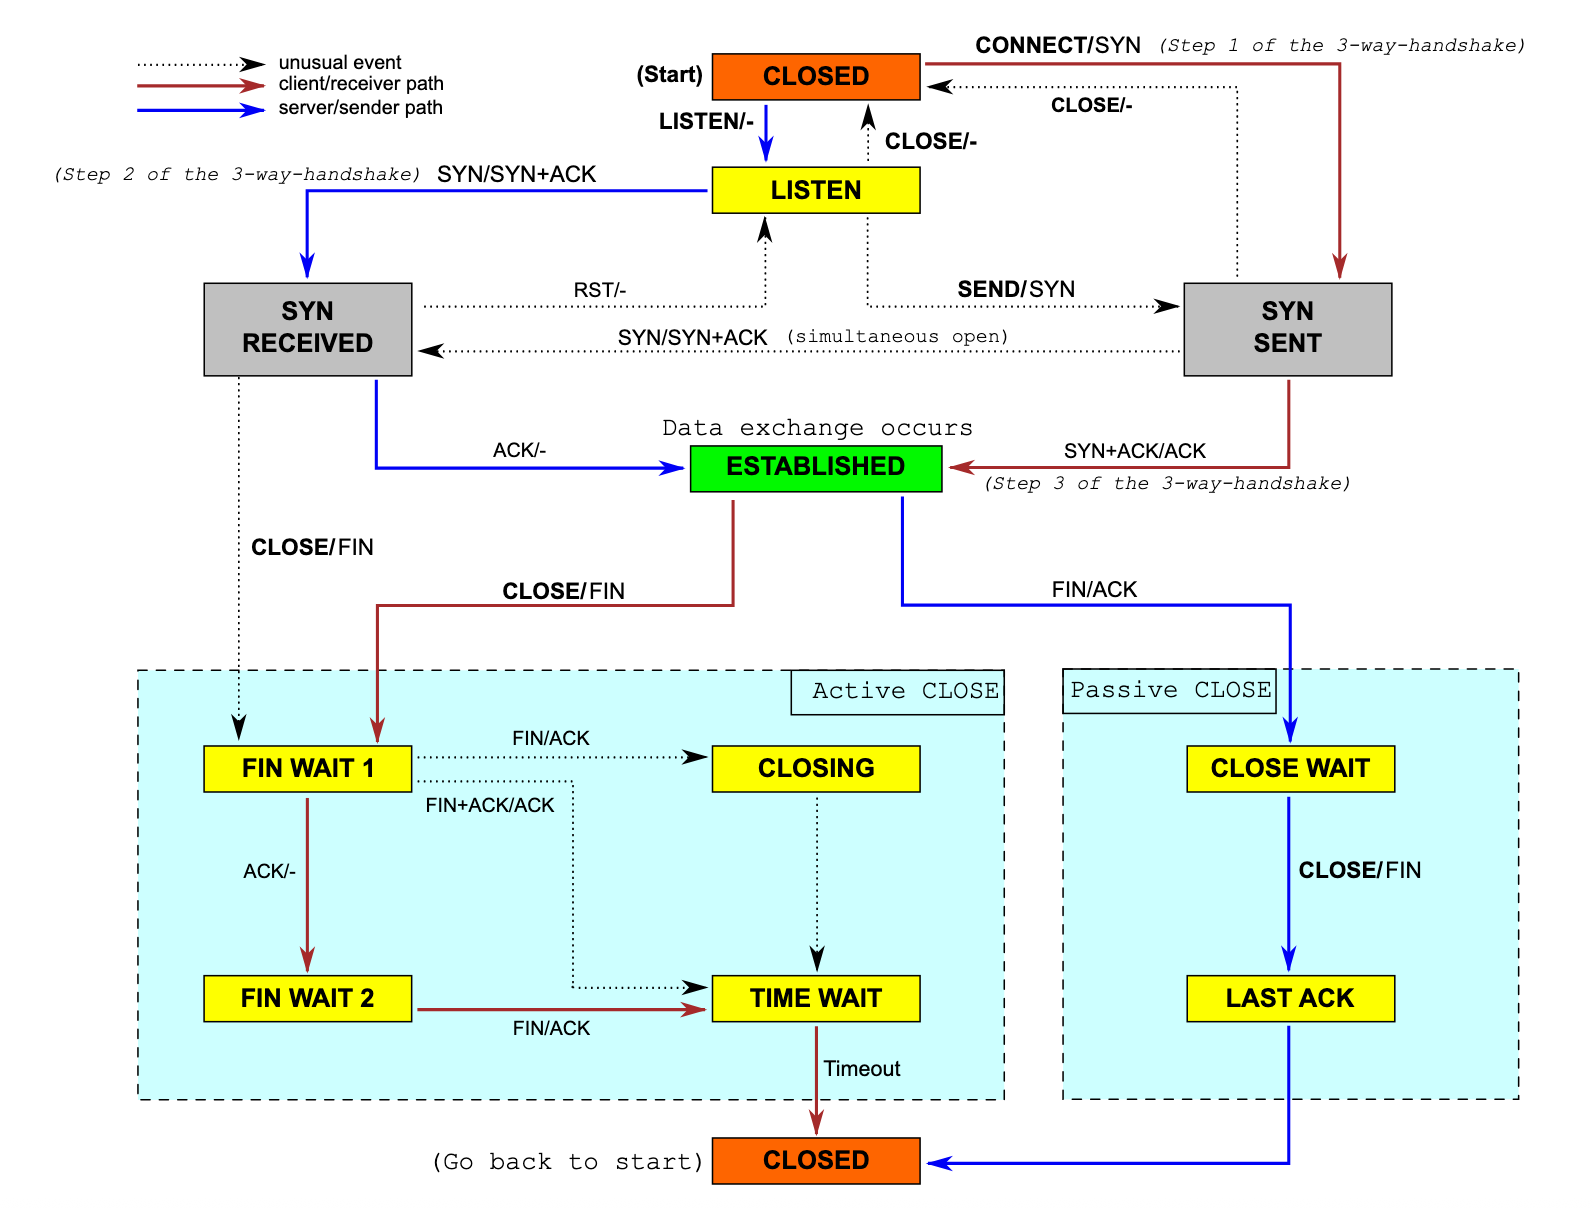 unusual event
client/receiver path
server/sender path
CONNECT/SYN (Step 1 of the 3-way-handshake)
(Start) CLOSED
CLOSE/-
LISTEN/-
CLOSE/-
(Step 2 of the 3-way-handshake) SYN/SYN+ACK
LISTEN
RST/-
SEND/SYN
SYN
RECEIVED
SYN
SENT
SYN/SYN+ACK (simultaneous open)
Data exchange occurs
ACK/-
ESTABLISHED
SYN+ACK/ACK
(Step 3 of the 3-way-handshake)
CLOSE/FIN
CLOSE/FIN
FIN/ACK
Active CLOSE
Passive CLOSE
FIN WAIT 1
FIN/ACK
CLOSING
CLOSE WAIT
FIN+ACK/ACK
ACK/-
CLOSE/FIN
FIN WAIT 2
TIME WAIT
LAST ACK
FIN/ACK
Timeout
(Go back to start) CLOSED